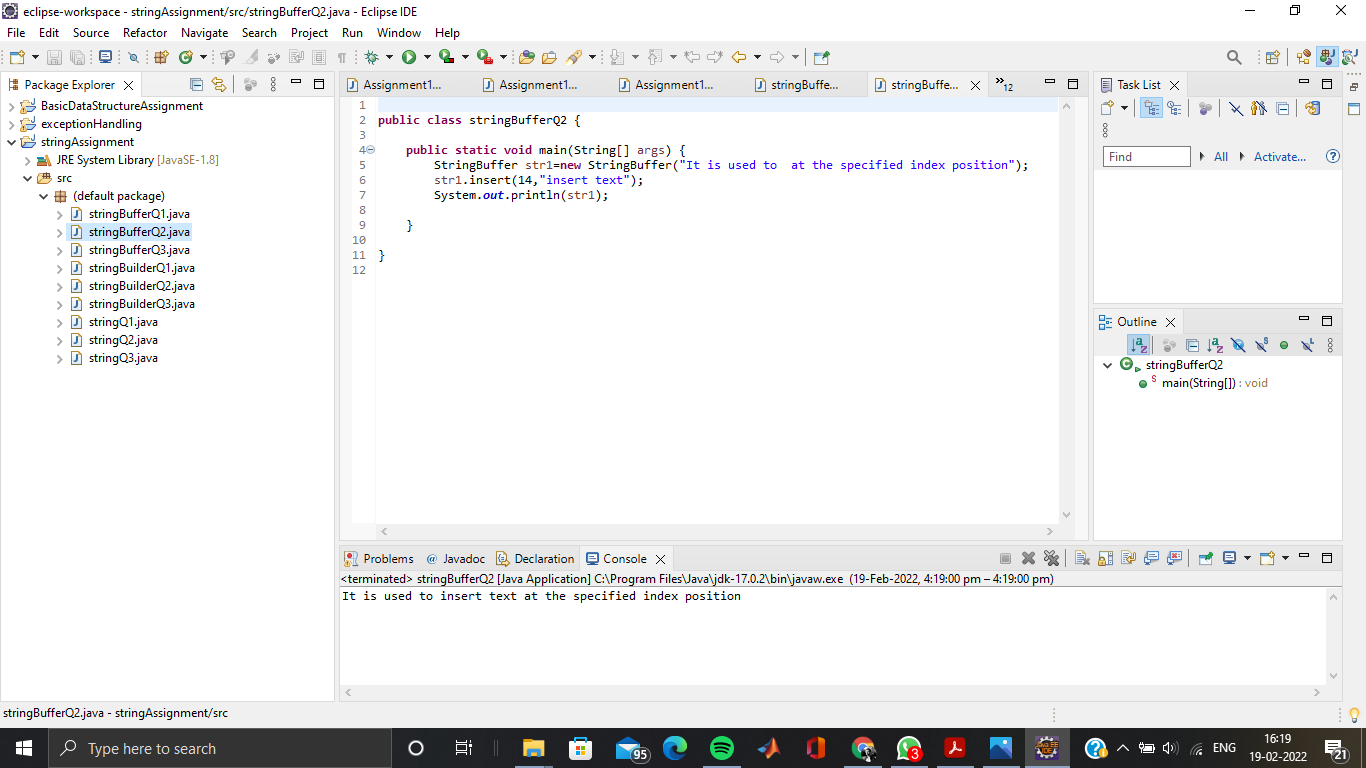 eclipse-workspace - stringAssignment/src/stringBufferQ2.java - Eclipse IDE
File Edit Source Refactor Navigate Search Project Run Window Help
Package Explorer
BasicDataStructureAssignment
exceptionHandling
stringAssignment
JRE System Library [JavaSE-1.8]
src
(default package)
stringBufferQ1.java
stringBufferQ2.java
stringBufferQ3.java
stringBuilderQ1.java
stringBuilderQ2.java
stringBuilderQ3.java
stringQ1.java
stringQ2.java
stringQ3.java
Assignment1... Assignment1... Assignment1... stringBuffe... stringBuffe... »12
1
2 public class stringBufferQ2 {
3
4 public static void main(String[] args) {
5 StringBuffer str1=new StringBuffer("It is used to  at the specified index position");
6 str1.insert(14,"insert text");
7 System.out.println(str1);
8
9 }
10
11 }
12
Task List
Find All Activate...
Outline
stringBufferQ2
main(String[]) : void
Problems Javadoc Declaration Console
<terminated> stringBufferQ2 [Java Application] C:\Program Files\Java\jdk-17.0.2\bin\javaw.exe (19-Feb-2022, 4:19:00 pm – 4:19:00 pm)
It is used to insert text at the specified index position
stringBufferQ2.java - stringAssignment/src
Type here to search
95
3
ENG
16:19
19-02-2022
21